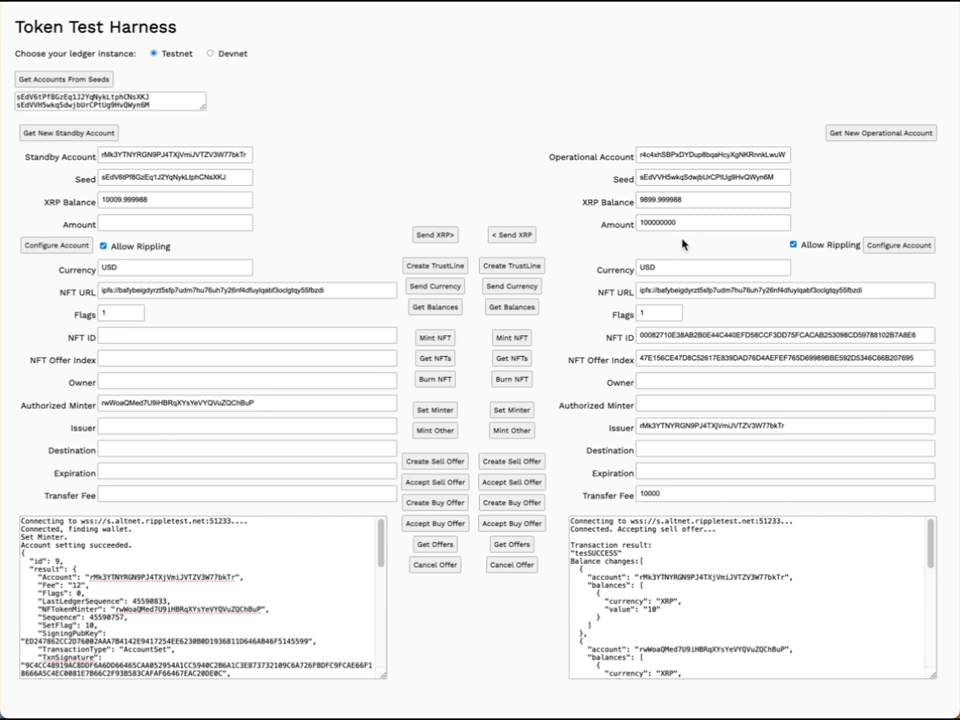 Token Test Harness
Choose your ledger instance: Testnet Devnet
Get Accounts From Seeds
sEdV6tPf8GzEq1J2YqNykLtphCNsXKJ
sEdVVH5wkqSdwjbUrCPtUg9HvQWyn6M
Get New Standby Account
Standby Account rMk3YTNYRGN9PJ4TXjVmiJVTZV3W77bkTr
Seed sEdV6tPf8GzEq1J2YqNykLtphCNsXKJ
XRP Balance 10009.999988
Amount
Configure Account Allow Rippling
Currency USD
NFT URL ipfs://bafybeigdyrzt5sfp7udm7hu76uh7y26nf4dfuylqabf3oclgtqy55fbzdi
Flags 1
NFT ID
NFT Offer Index
Owner
Authorized Minter rwWoaQMed7U9iHBRqXYsYeVYQVuZQChBuP
Issuer
Destination
Expiration
Transfer Fee
Send XRP> < Send XRP
Create TrustLine Create TrustLine
Send Currency Send Currency
Get Balances Get Balances
Mint NFT Mint NFT
Get NFTs Get NFTs
Burn NFT Burn NFT
Set Minter Set Minter
Mint Other Mint Other
Create Sell Offer Create Sell Offer
Accept Sell Offer Accept Sell Offer
Create Buy Offer Create Buy Offer
Accept Buy Offer Accept Buy Offer
Get Offers Get Offers
Cancel Offer Cancel Offer
Get New Operational Account
Operational Account r4c4xhSBPxDYDup8bqaHcyXgNKRnnkLwuW
Seed sEdVVH5wkqSdwjbUrCPtUg9HvQWyn6M
XRP Balance 9899.999988
Amount 100000000
Allow Rippling Configure Account
Currency USD
NFT URL ipfs://bafybeigdyrzt5sfp7udm7hu76uh7y26nf4dfuylqabf3oclgtqy55fbzdi
Flags 1
NFT ID 00082710E38AB2B0E44C440EFD58CCF3DD75FCACAB253098CD59788102B7A8E6
NFT Offer Index 47E156CE47D8C52617E839DAD76D4AEFEF765D69989BBE592D5346C66B207695
Owner
Authorized Minter
Issuer rMk3YTNYRGN9PJ4TXjVmiJVTZV3W77bkTr
Destination
Expiration
Transfer Fee 10000
Connecting to wss://s.altnet.rippletest.net:51233....
Connected, finding wallet.
Set Minter.
Account setting succeeded.
{
"id": 9,
"result": {
"Account": "rMk3YTNYRGN9PJ4TXjVmiJVTZV3W77bkTr",
"Fee": "12",
"Flags": 0,
"LastLedgerSequence": 45590833,
"NFTokenMinter": "rwWoaQMed7U9iHBRqXYsYeVYQVuZQChBuP",
"Sequence": 45590757,
"SetFlag": 10,
"SigningPubKey":
"ED247862CC2D76002AAA7B4142E9417254EE6230B0D1936811D646AB46F5145599",
"TransactionType": "AccountSet",
"TxnSignature":
"9C4CC48919AC8DDF6A6DD66465CAA052954A1CC5940C2B6A1C3E873732109C6A726FBDFC9FCAE66F1
8666A5C4EC0081E7B66C2F93B583CAFAF66467EAC20DE0C",
Connecting to wss://s.altnet.rippletest.net:51233...
Connected. Accepting sell offer...
Transaction result:
"tesSUCCESS"
Balance changes:[
{
"account": "rMk3YTNYRGN9PJ4TXjVmiJVTZV3W77bkTr",
"balances": [
{
"currency": "XRP",
"value": "10"
}
]
},
{
"account": "rwWoaQMed7U9iHBRqXYsYeVYQVuZQChBuP",
"balances": [
{
"currency": "XRP",